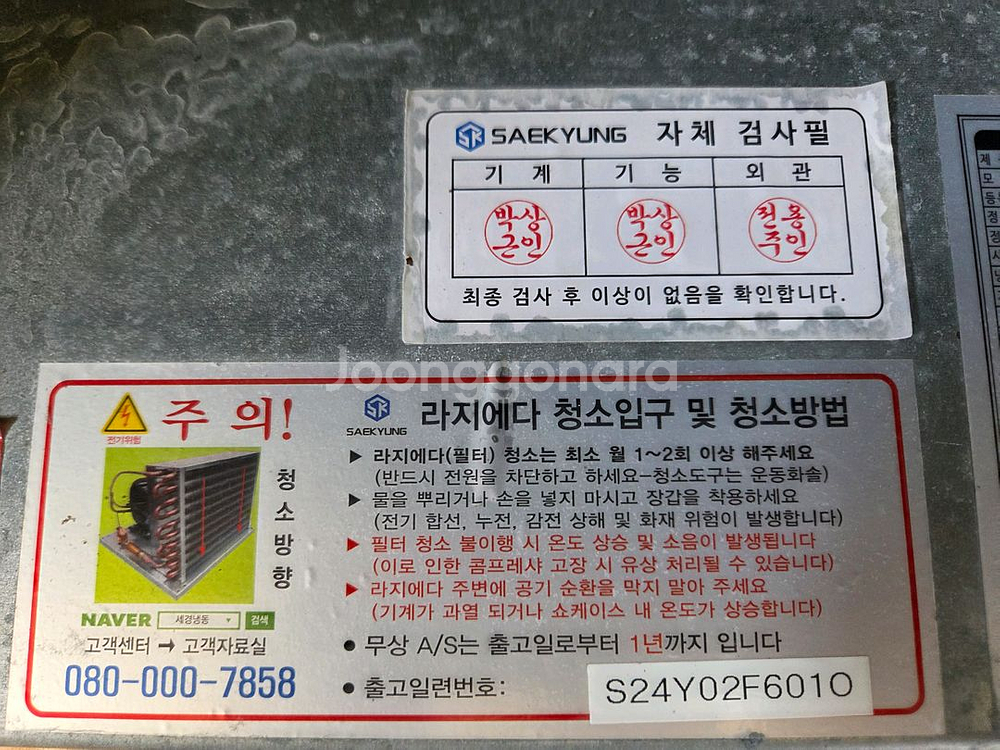 SAEKYUNG 자체 검사필
기 계 기 능 외 관
박상근인 박상근인 전용주인
최종 검사 후 이상이 없음을 확인합니다.
제
모
Joongonara
주 의!
전기위험
청소방향
NAVER 세경냉동 검색
고객센터 → 고객자료실
080-000-7858
SAEKYUNG
라지에다 청소입구 및 청소방법
▶ 라지에다(필터) 청소는 최소 월 1~2회 이상 해주세요
(반드시 전원을 차단하고 하세요-청소도구는 운동화솔)
▶ 물을 뿌리거나 손을 넣지 마시고 장갑을 착용하세요
(전기 합선, 누전, 감전 상해 및 화재 위험이 발생합니다)
▶ 필터 청소 불이행 시 온도 상승 및 소음이 발생됩니다
(이로 인한 콤프레샤 고장 시 유상 처리될 수 있습니다)
▶ 라지에다 주변에 공기 순환을 막지 말아 주세요
(기계가 과열 되거나 쇼케이스 내 온도가 상승합니다)
● 무상 A/S는 출고일로부터 1년까지 입니다
● 출고일련번호: S24Y02F6010